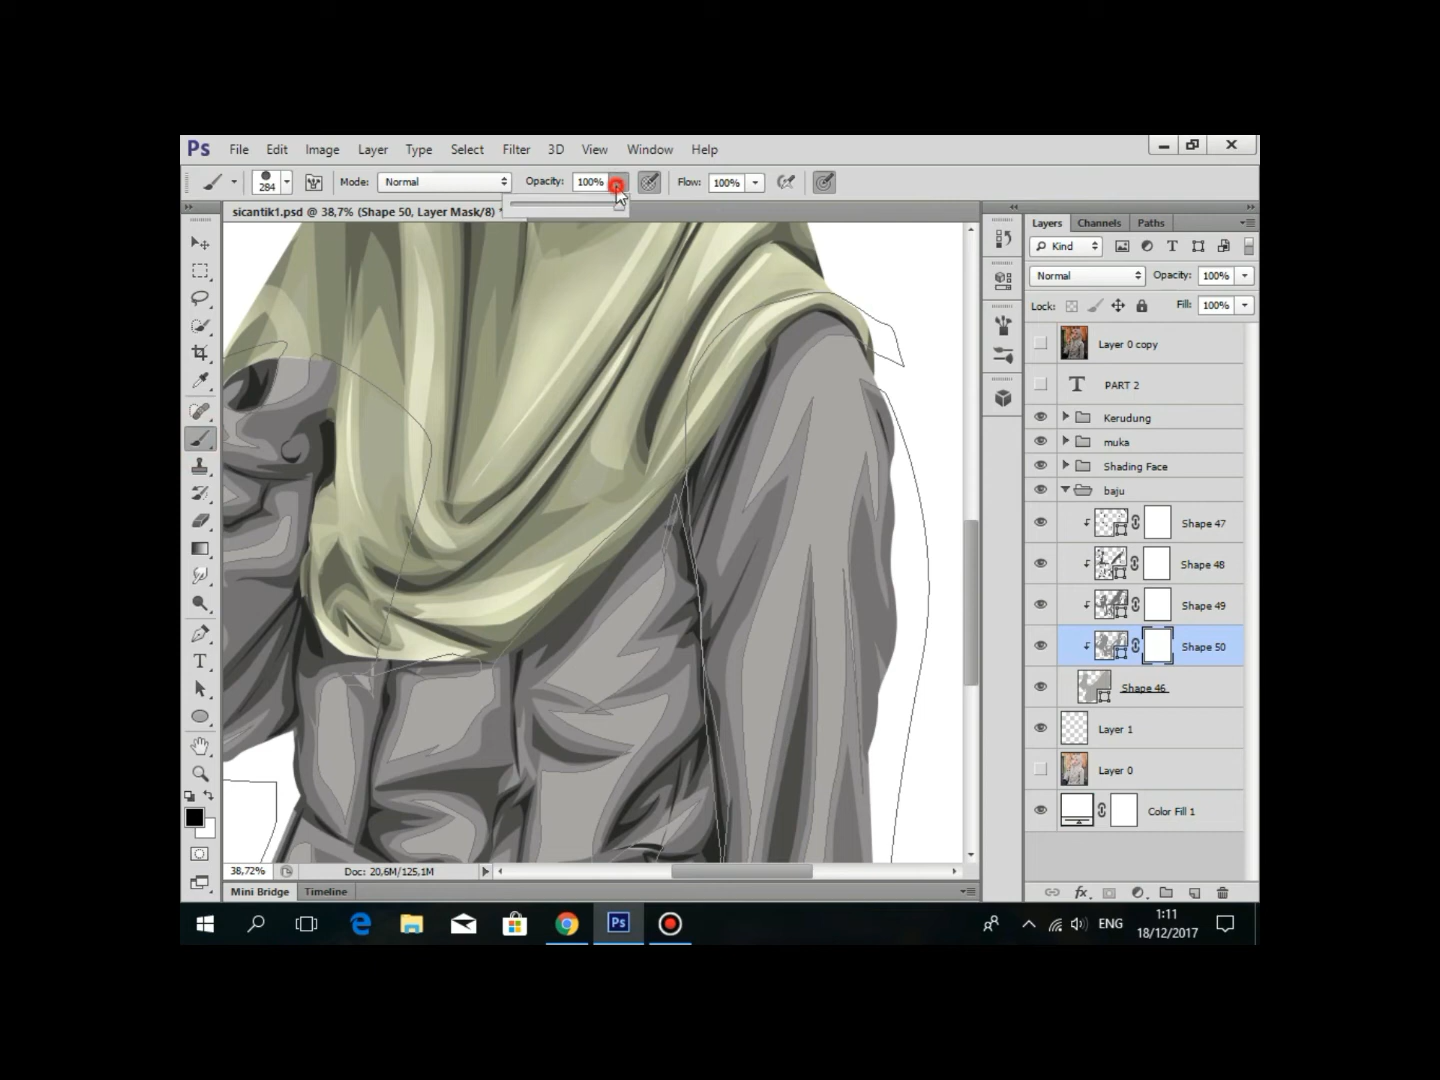 Ps File Edit Image Layer Type Select Filter 3D View Window Help
284 Mode: Normal Opacity: 100% Flow: 100%
sicantik1.psd @ 38,7% (Shape 50, Layer Mask/8) *
Layers Channels Paths
Kind T
Normal Opacity: 100%
Lock: Fill: 100%
Layer 0 copy
T PART 2
Kerudung
muka
Shading Face
baju
Shape 47
Shape 48
Shape 49
Shape 50
Shape 46
Layer 1
Layer 0
Color Fill 1
T
38,72% Doc: 20,6M/125,1M
fx
Mini Bridge Timeline
Ps ENG 1:11
18/12/2017